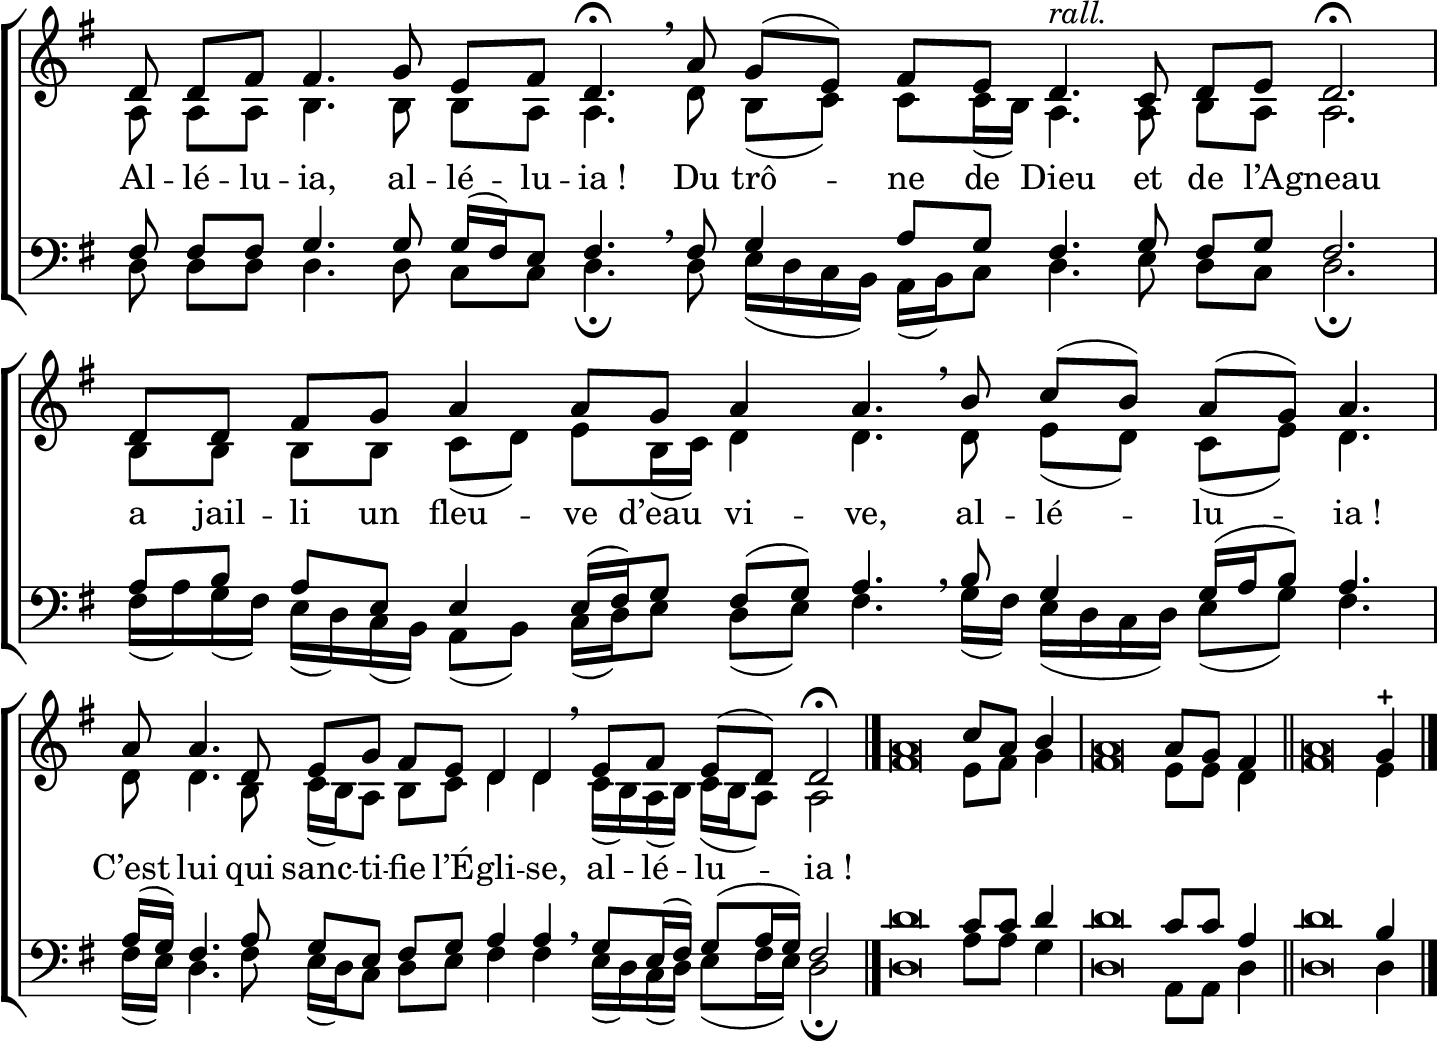 rall.
Al -- lé -- lu -- ia, al -- lé -- lu -- ia ! Du trô -- ne de Dieu et de l’Agneau
a jail -- li un fleu -- ve d’eau vi -- ve, al -- lé -- lu -- ia !
C’est lui qui sanc -- ti -- fie l’Égli -- se, al -- lé -- lu -- ia !